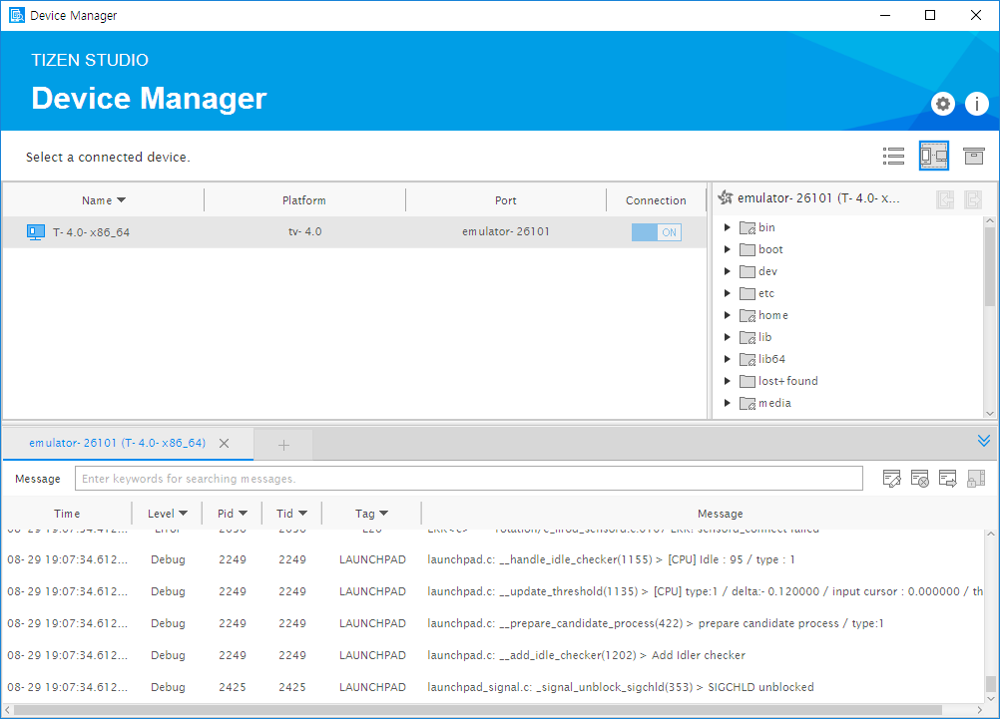 Device Manager
TIZEN STUDIO
Device Manager
Select a connected device.
Name Platform Port Connection
T- 4.0- x86_64 tv- 4.0 emulator- 26101 ON
emulator- 26101 (T- 4.0- x...
bin
boot
dev
etc
home
lib
lib64
lost+found
media
emulator- 26101 (T- 4.0- x86_64)
Message Enter keywords for searching messages.
Time Level Pid Tid Tag Message
08- 29 19:07:34.612... Debug 2249 2249 LAUNCHPAD launchpad.c: __handle_idle_checker(1155) > [CPU] Idle : 95 / type : 1
08- 29 19:07:34.612... Debug 2249 2249 LAUNCHPAD launchpad.c: __update_threshold(1135) > [CPU] type:1 / delta:- 0.120000 / input cursor : 0.000000 / th
08- 29 19:07:34.612... Debug 2249 2249 LAUNCHPAD launchpad.c: __prepare_candidate_process(422) > prepare candidate process / type:1
08- 29 19:07:34.612... Debug 2249 2249 LAUNCHPAD launchpad.c: __add_idle_checker(1202) > Add Idler checker
08- 29 19:07:34.612... Debug 2425 2425 LAUNCHPAD launchpad_signal.c: _signal_unblock_sigchld(353) > SIGCHLD unblocked